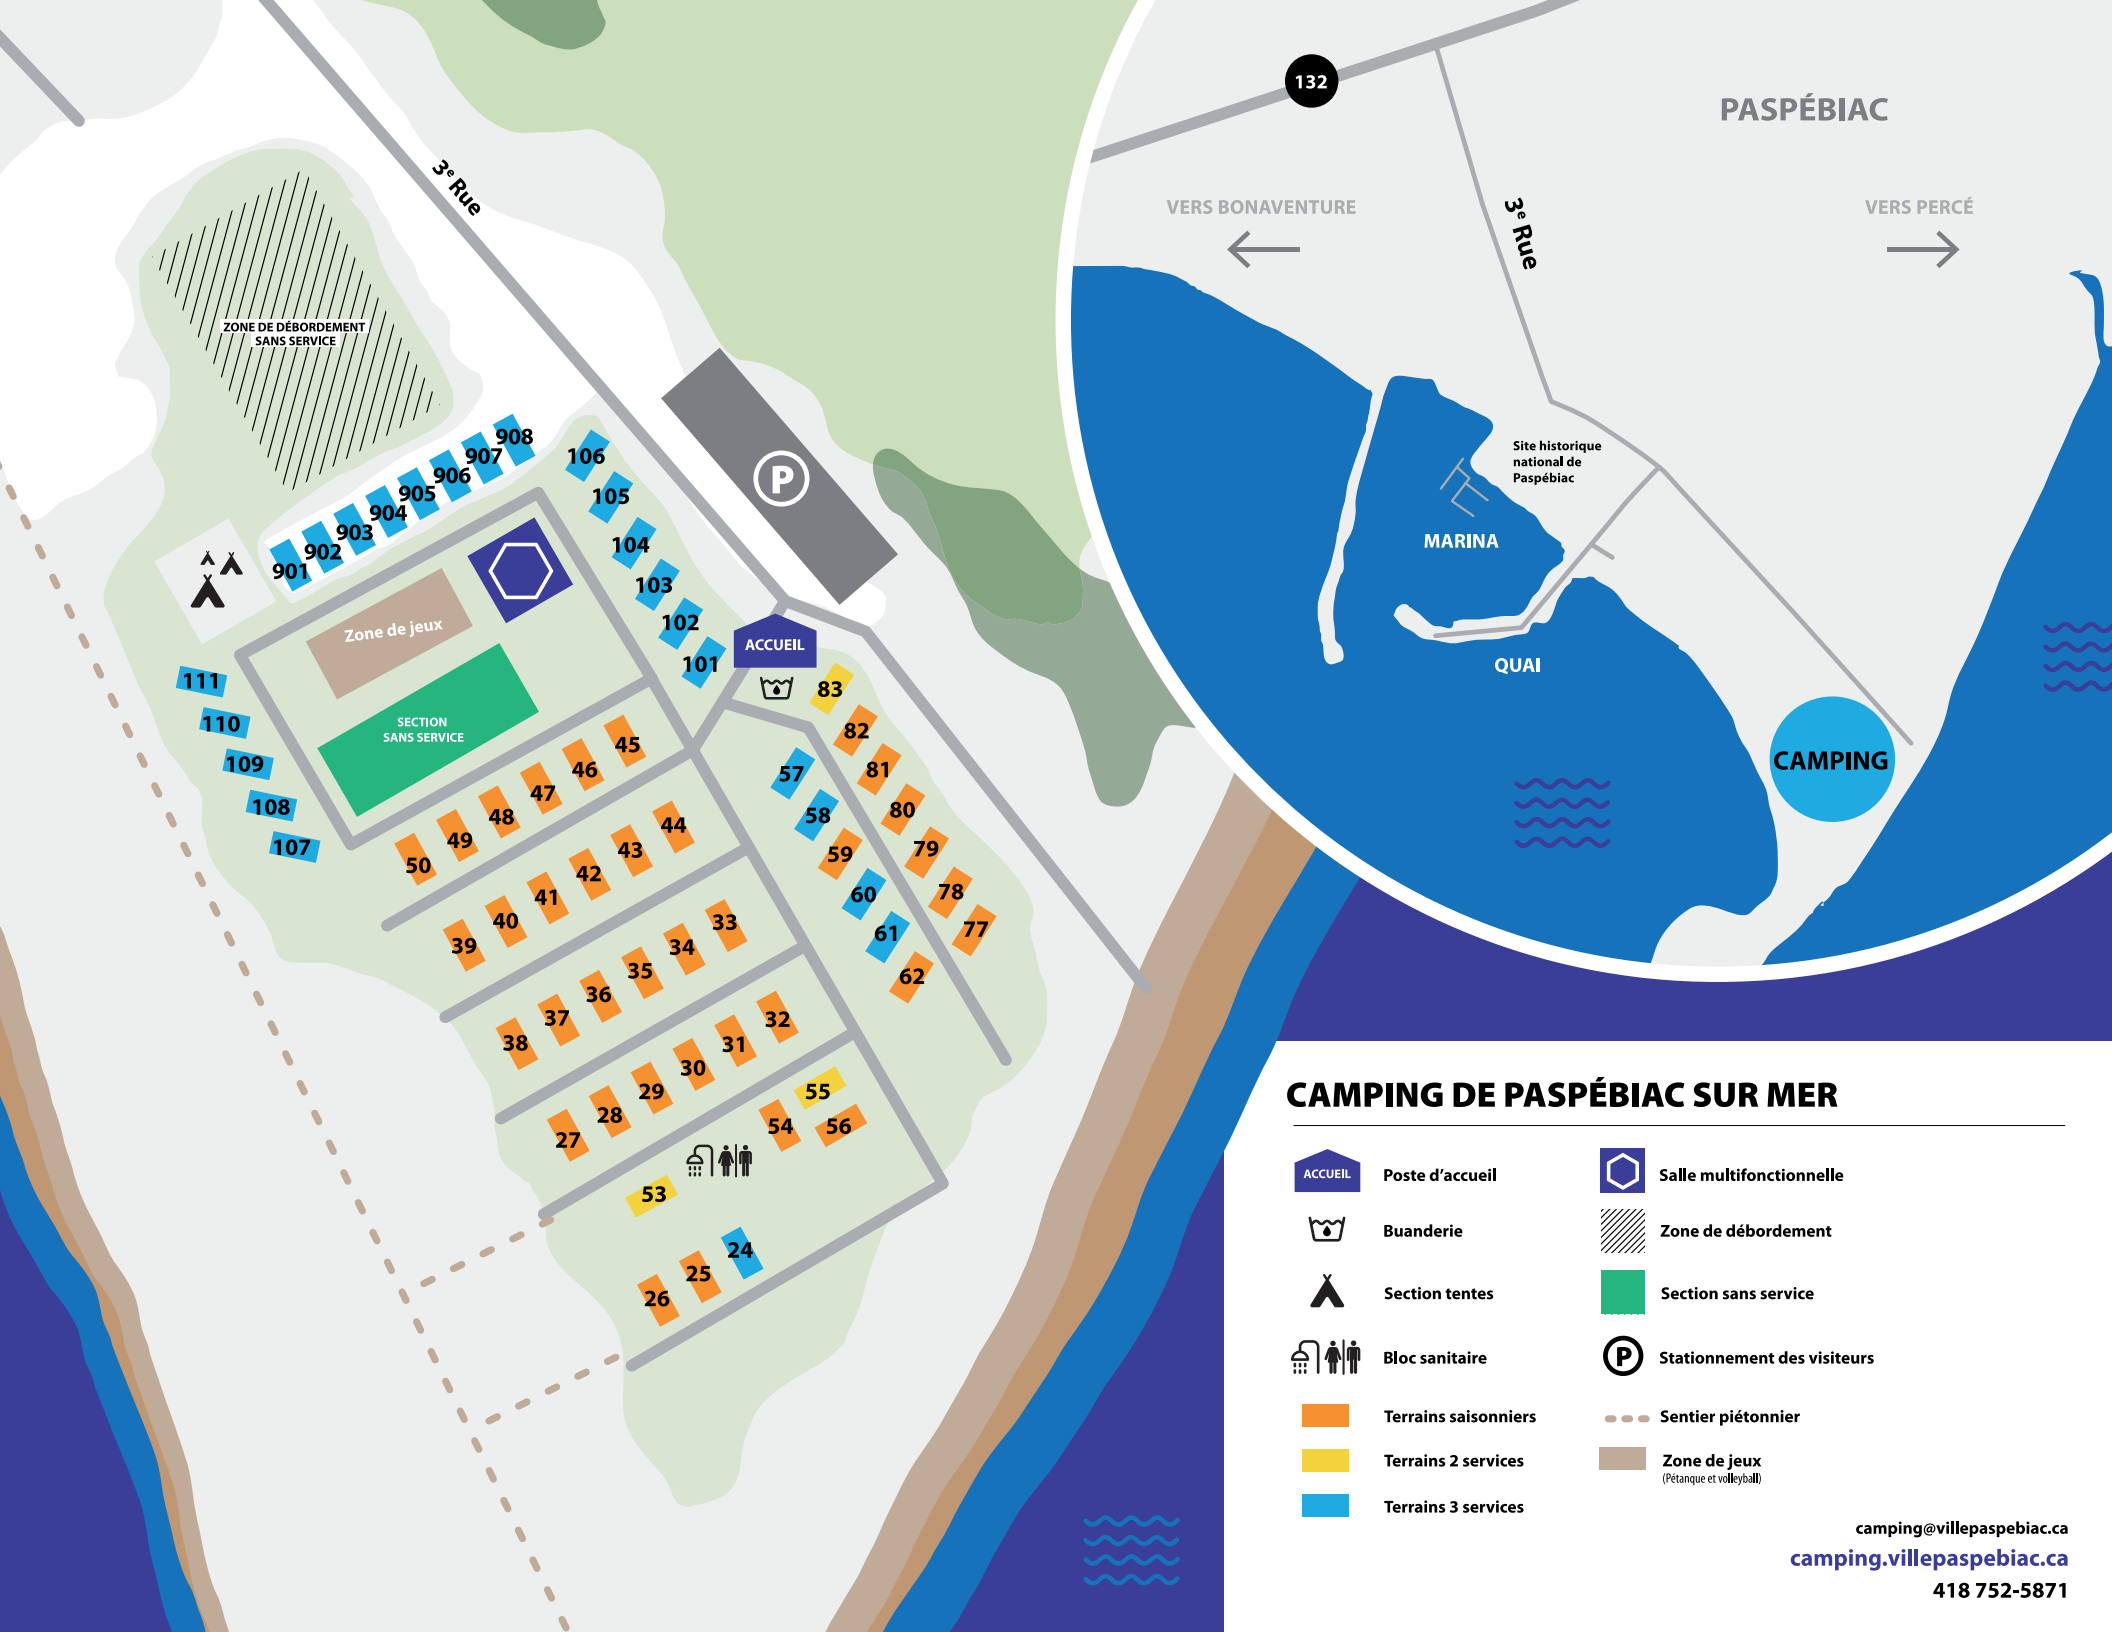 3e Rue
ZONE DE DÉBORDEMENT
SANS SERVICE
908
907
906
905
904
903
902
901
106
105
104
103
102
101
P
ACCUEIL
Zone de jeux
SECTION
SANS SERVICE
111
110
109
108
107
83
82
81
80
79
78
77
57
58
59
60
61
62
45
46
47
48
49
50
44
43
42
41
40
39
33
34
35
36
37
38
32
31
30
29
28
27
55
54
56
53
24
25
26
132
PASPÉBIAC
VERS BONAVENTURE
VERS PERCÉ
3e Rue
Site historique
national de
Paspébiac
MARINA
QUAI
CAMPING
CAMPING DE PASPÉBIAC SUR MER
ACCUEIL Poste d'accueil
Buanderie
Section tentes
Bloc sanitaire
Terrains saisonniers
Terrains 2 services
Terrains 3 services
Salle multifonctionnelle
Zone de débordement
Section sans service
P Stationnement des visiteurs
Sentier piétonnier
Zone de jeux
(Pétanque et volleyball)
camping@villepaspebiac.ca
camping.villepaspebiac.ca
418 752-5871